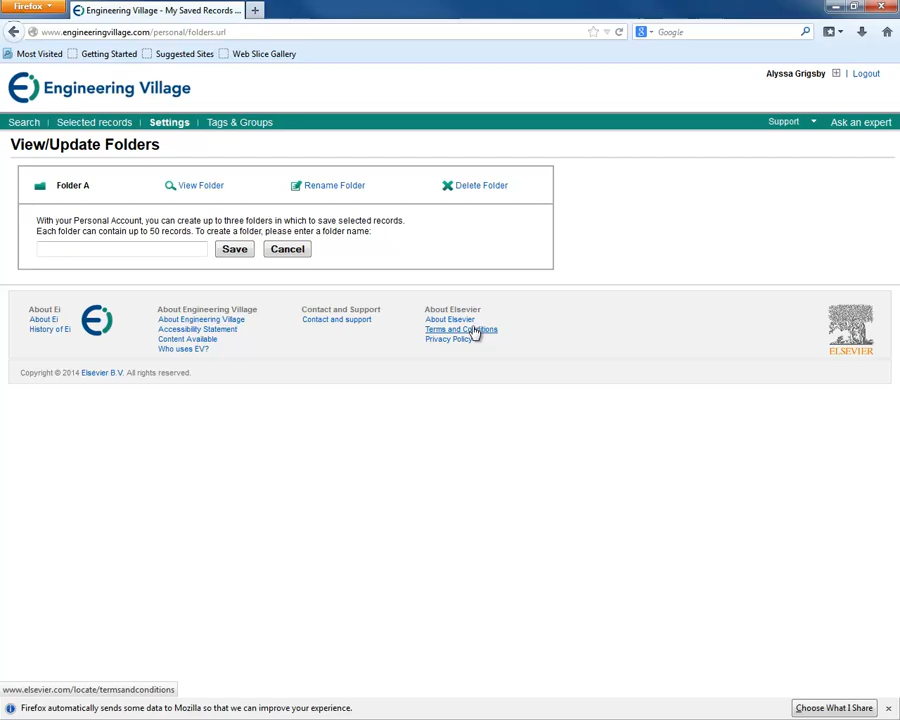 Firefox
Engineering Village - My Saved Records ...
www.engineeringvillage.com/personal/folders.url
Google
Most Visited Getting Started Suggested Sites Web Slice Gallery
Engineering Village
Alyssa Grigsby | Logout
Search | Selected records | Settings | Tags & Groups Support Ask an expert
View/Update Folders
Folder A View Folder Rename Folder Delete Folder
With your Personal Account, you can create up to three folders in which to save selected records.
Each folder can contain up to 50 records. To create a folder, please enter a folder name:
Save Cancel
About Ei About Engineering Village Contact and Support About Elsevier
About Ei About Engineering Village Contact and support About Elsevier
History of Ei Accessibility Statement Terms and Conditions
Content Available Privacy Policy
Who uses EV?
ELSEVIER
Copyright © 2014 Elsevier B.V. All rights reserved.
www.elsevier.com/locate/termsandconditions
Firefox automatically sends some data to Mozilla so that we can improve your experience. Choose What I Share